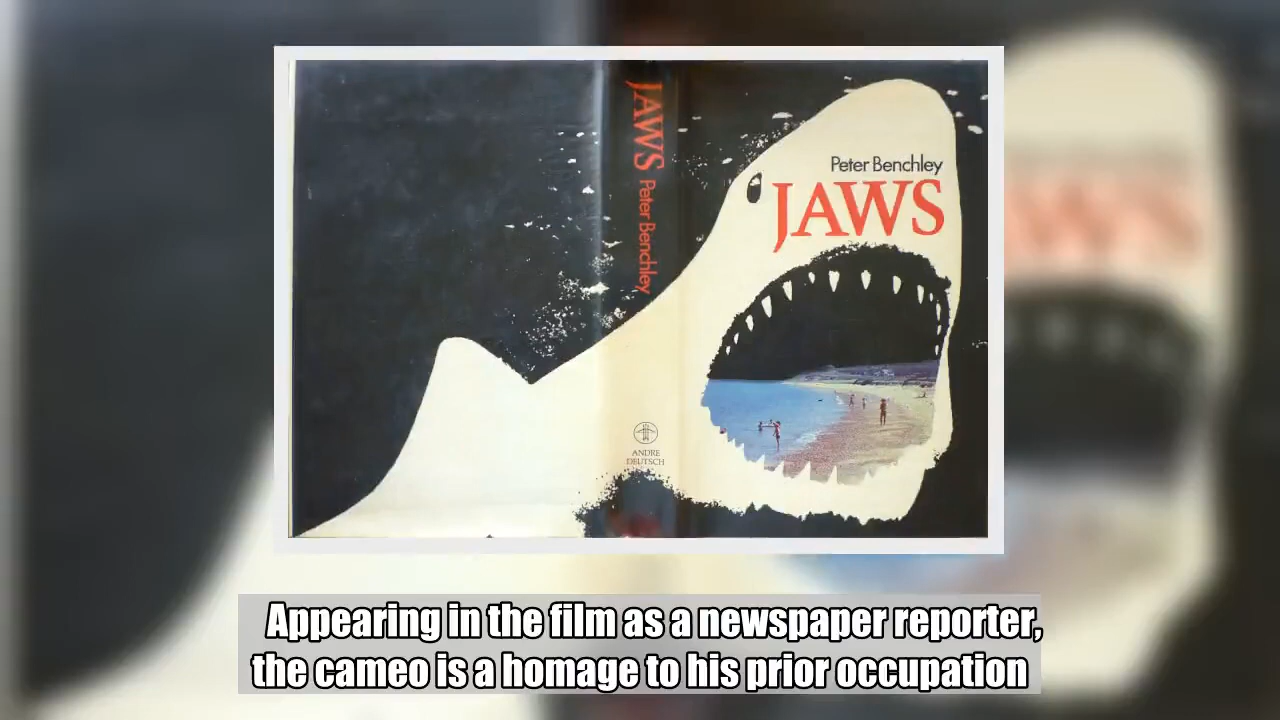 JAWS Peter Benchley
ANDRE
DEUTSCH
Peter Benchley
JAWS
Appearing in the film as a newspaper reporter,
the cameo is a homage to his prior occupation